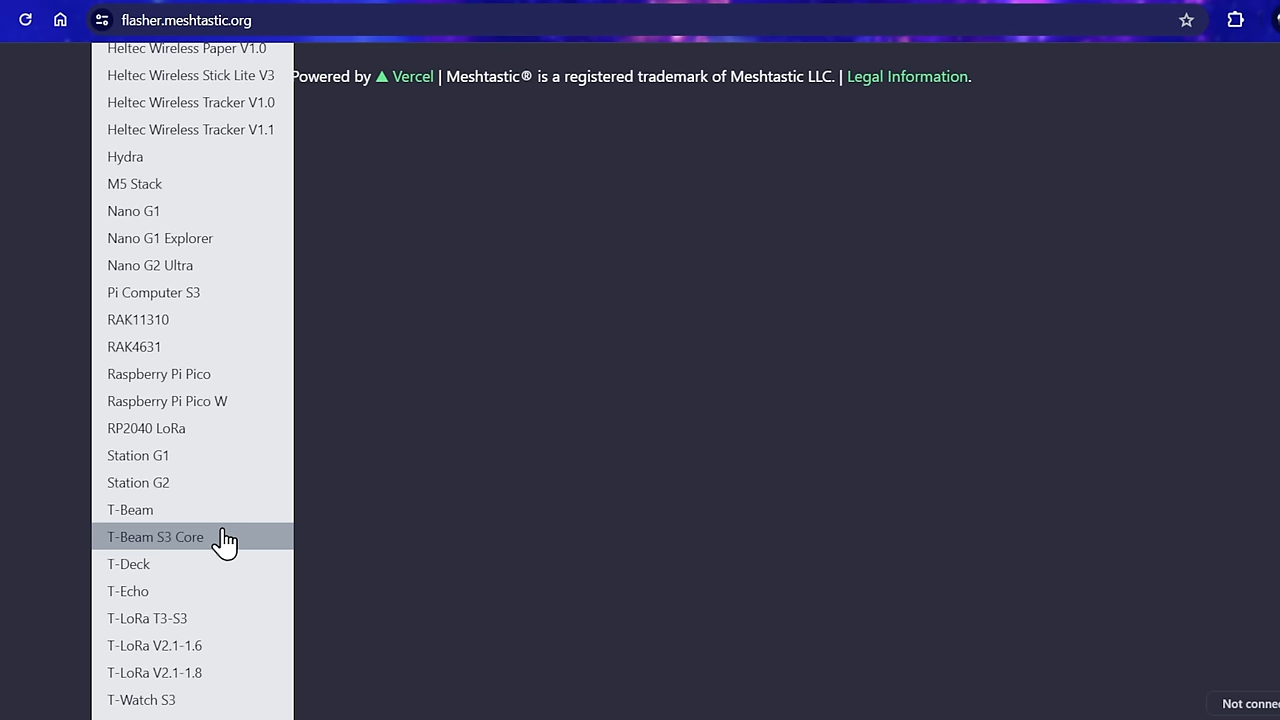 flasher.meshtastic.org
Heltec Wireless Paper V1.0
Heltec Wireless Stick Lite V3
Powered by ▲ Vercel | Meshtastic® is a registered trademark of Meshtastic LLC. | Legal Information.
Heltec Wireless Tracker V1.0
Heltec Wireless Tracker V1.1
Hydra
M5 Stack
Nano G1
Nano G1 Explorer
Nano G2 Ultra
Pi Computer S3
RAK11310
RAK4631
Raspberry Pi Pico
Raspberry Pi Pico W
RP2040 LoRa
Station G1
Station G2
T-Beam
T-Beam S3 Core
T-Deck
T-Echo
T-LoRa T3-S3
T-LoRa V2.1-1.6
T-LoRa V2.1-1.8
T-Watch S3
Not conne